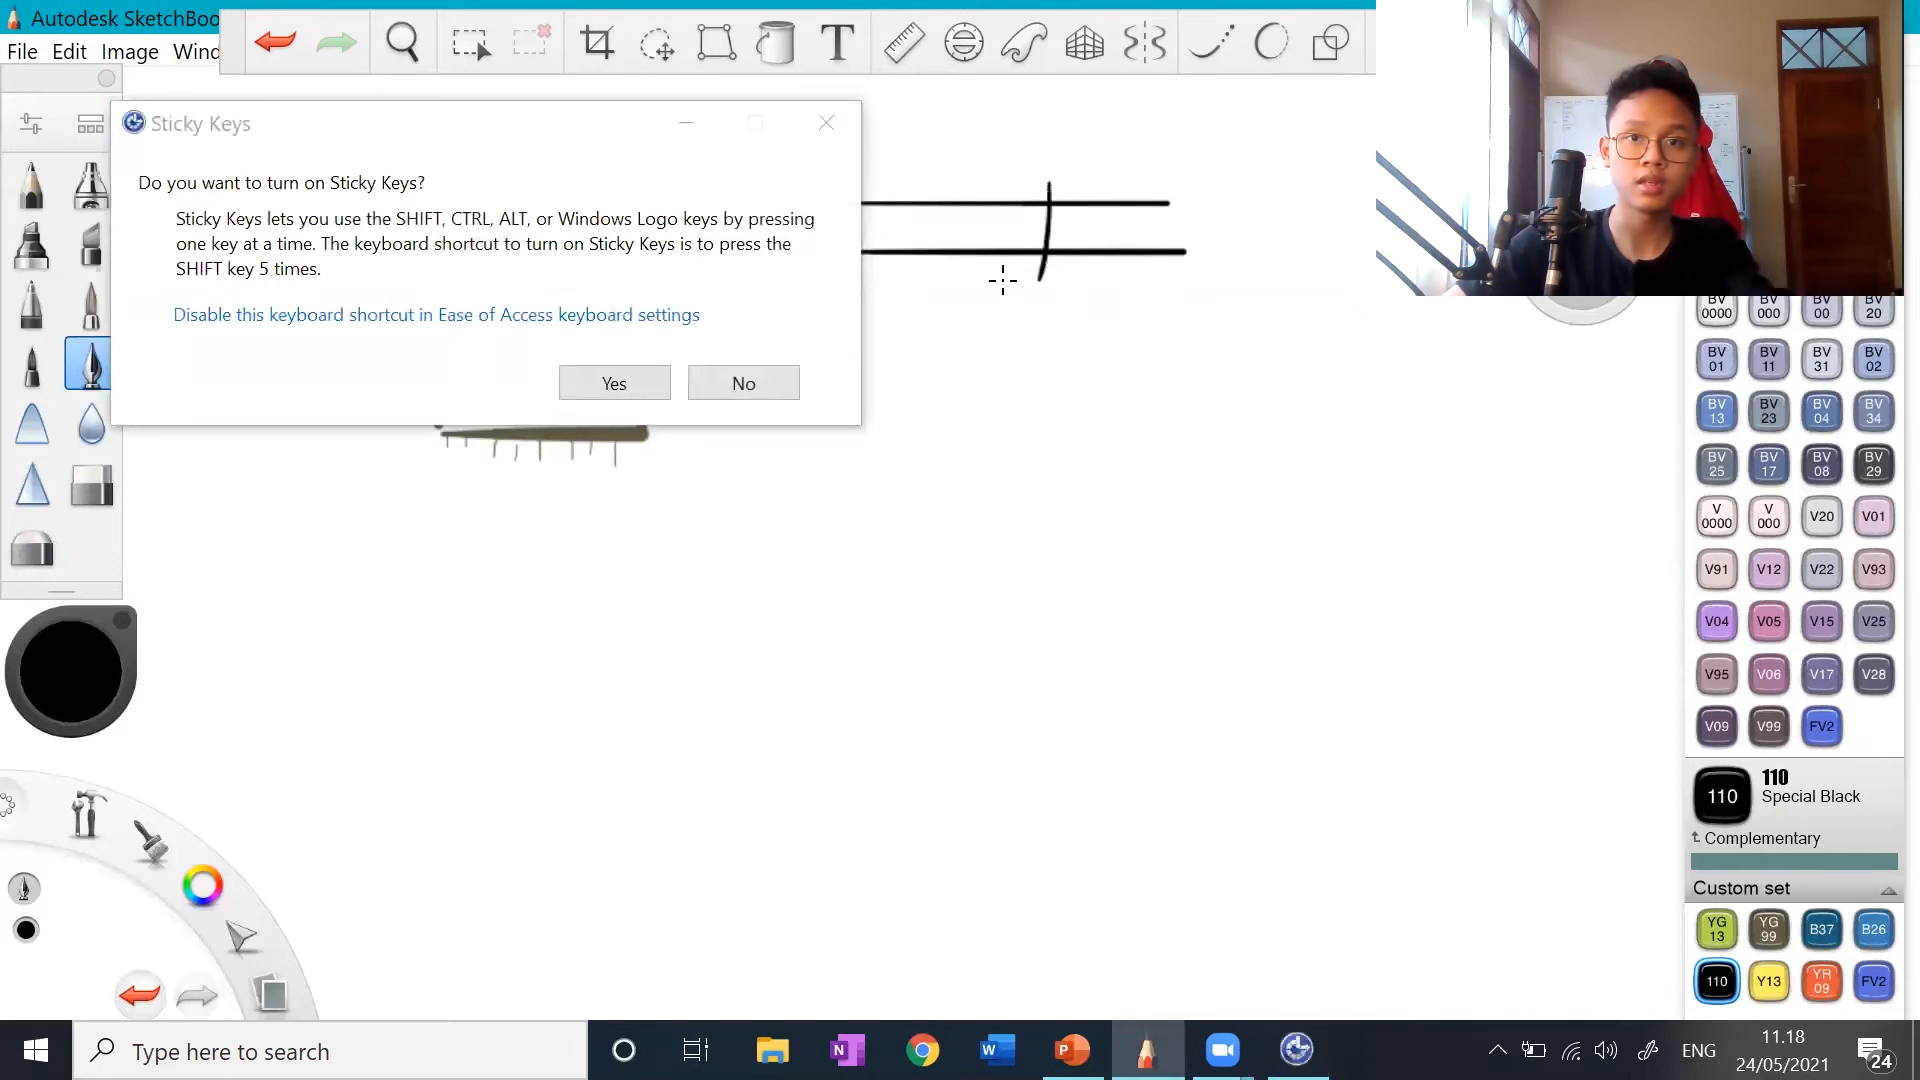 Autodesk SketchBoo
File Edit Image Wind
T
Sticky Keys
Do you want to turn on Sticky Keys?
Sticky Keys lets you use the SHIFT, CTRL, ALT, or Windows Logo keys by pressing
one key at a time. The keyboard shortcut to turn on Sticky Keys is to press the
SHIFT key 5 times.
Disable this keyboard shortcut in Ease of Access keyboard settings
Yes No
BV 0000 BV 000 BV 00 BV 20
BV 01 BV 11 BV 31 BV 02
BV 13 BV 23 BV 04 BV 34
BV 25 BV 17 BV 08 BV 29
V 0000 V 000 V20 V01
V91 V12 V22 V93
V04 V05 V15 V25
V95 V06 V17 V28
V09 V99 FV2
110 110
Special Black
Complementary
Custom set
YG 13 YG 99 B37 B26
110 Y13 YR 09 FV2
Type here to search
N W P
ENG
11.18
24/05/2021
24